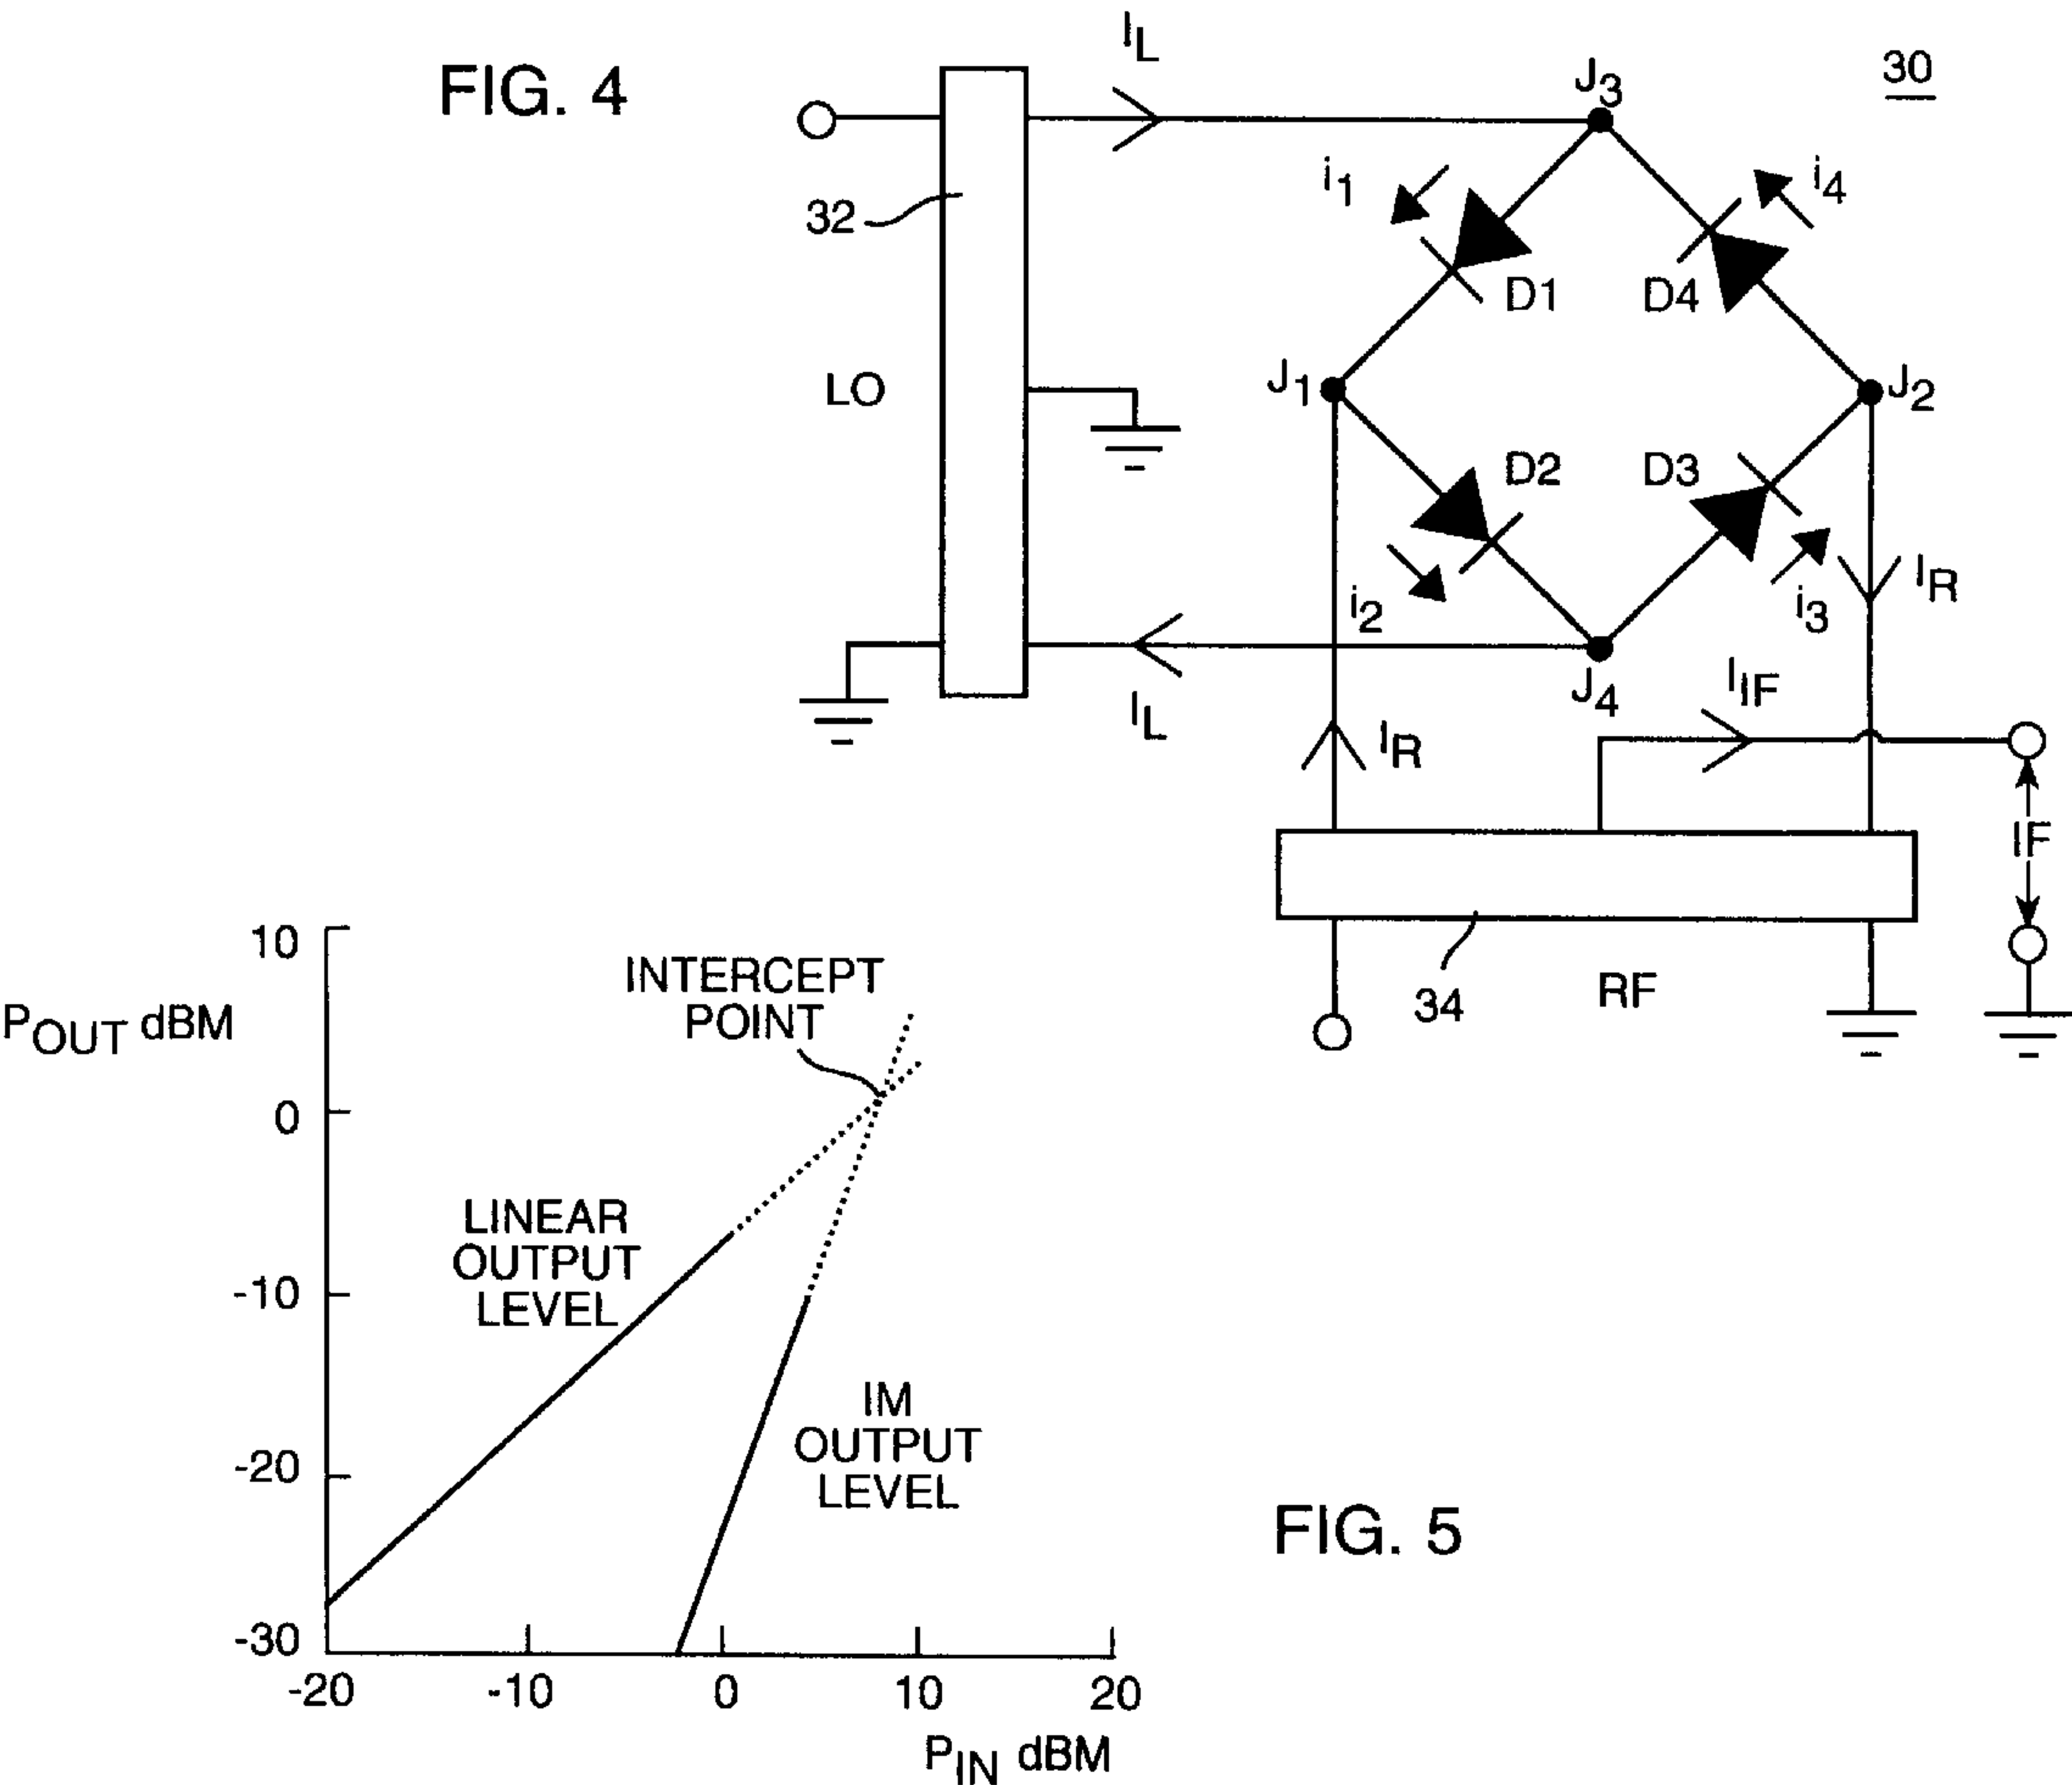 FIG. 4
I_L
J_3
30
i_1
i_4
32
D1
D4
LO
J_1
J_2
D2
D3
i_2
i_3
I_R
J_4
I_IF
I_L
I_R
IF
34
RF
10
INTERCEPT
POINT
P_OUT dBM
0
LINEAR
OUTPUT
LEVEL
-10
IM
OUTPUT
LEVEL
-20
FIG. 5
-30
-20
-10
0
10
20
P_IN dBM